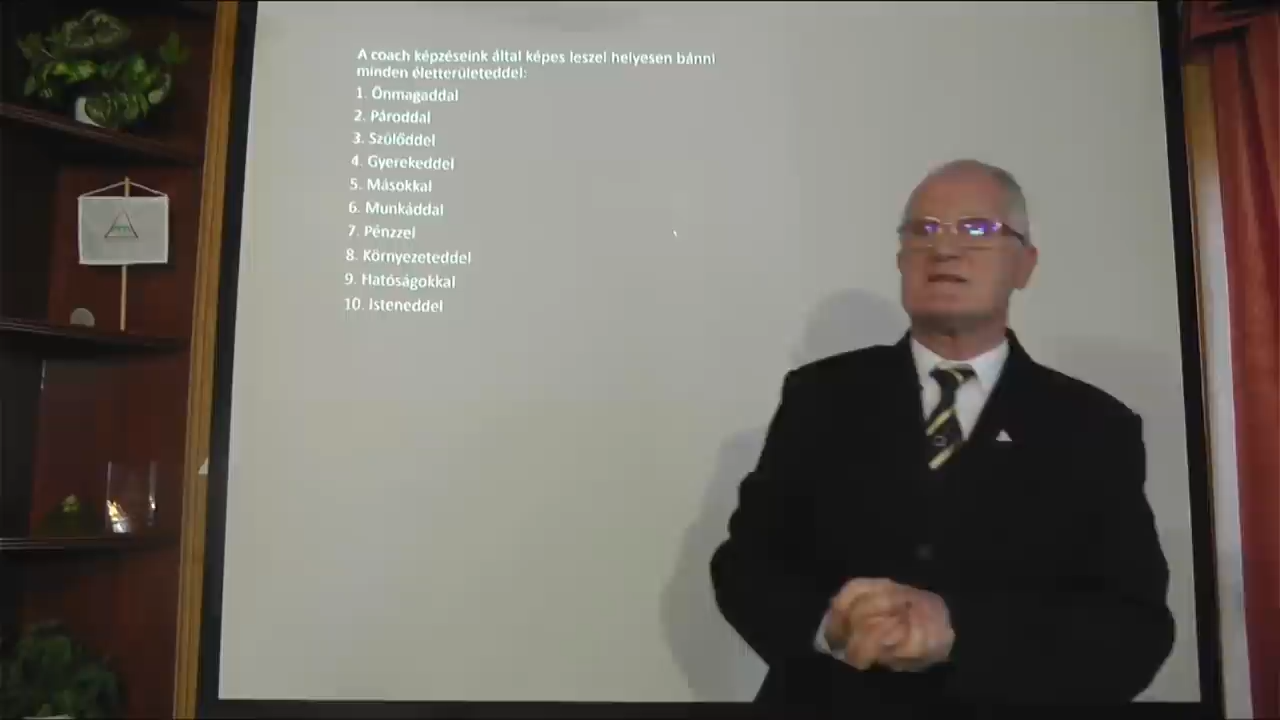 A coach képzéseink által képes leszel helyesen bánni
minden életterületeddel:
1. Önmagaddal
2. Pároddal
3. Szülőddel
4. Gyerekeddel
5. Másokkal
6. Munkáddal
7. Pénzzel
8. Környezeteddel
9. Hatóságokkal
10. Isteneddel